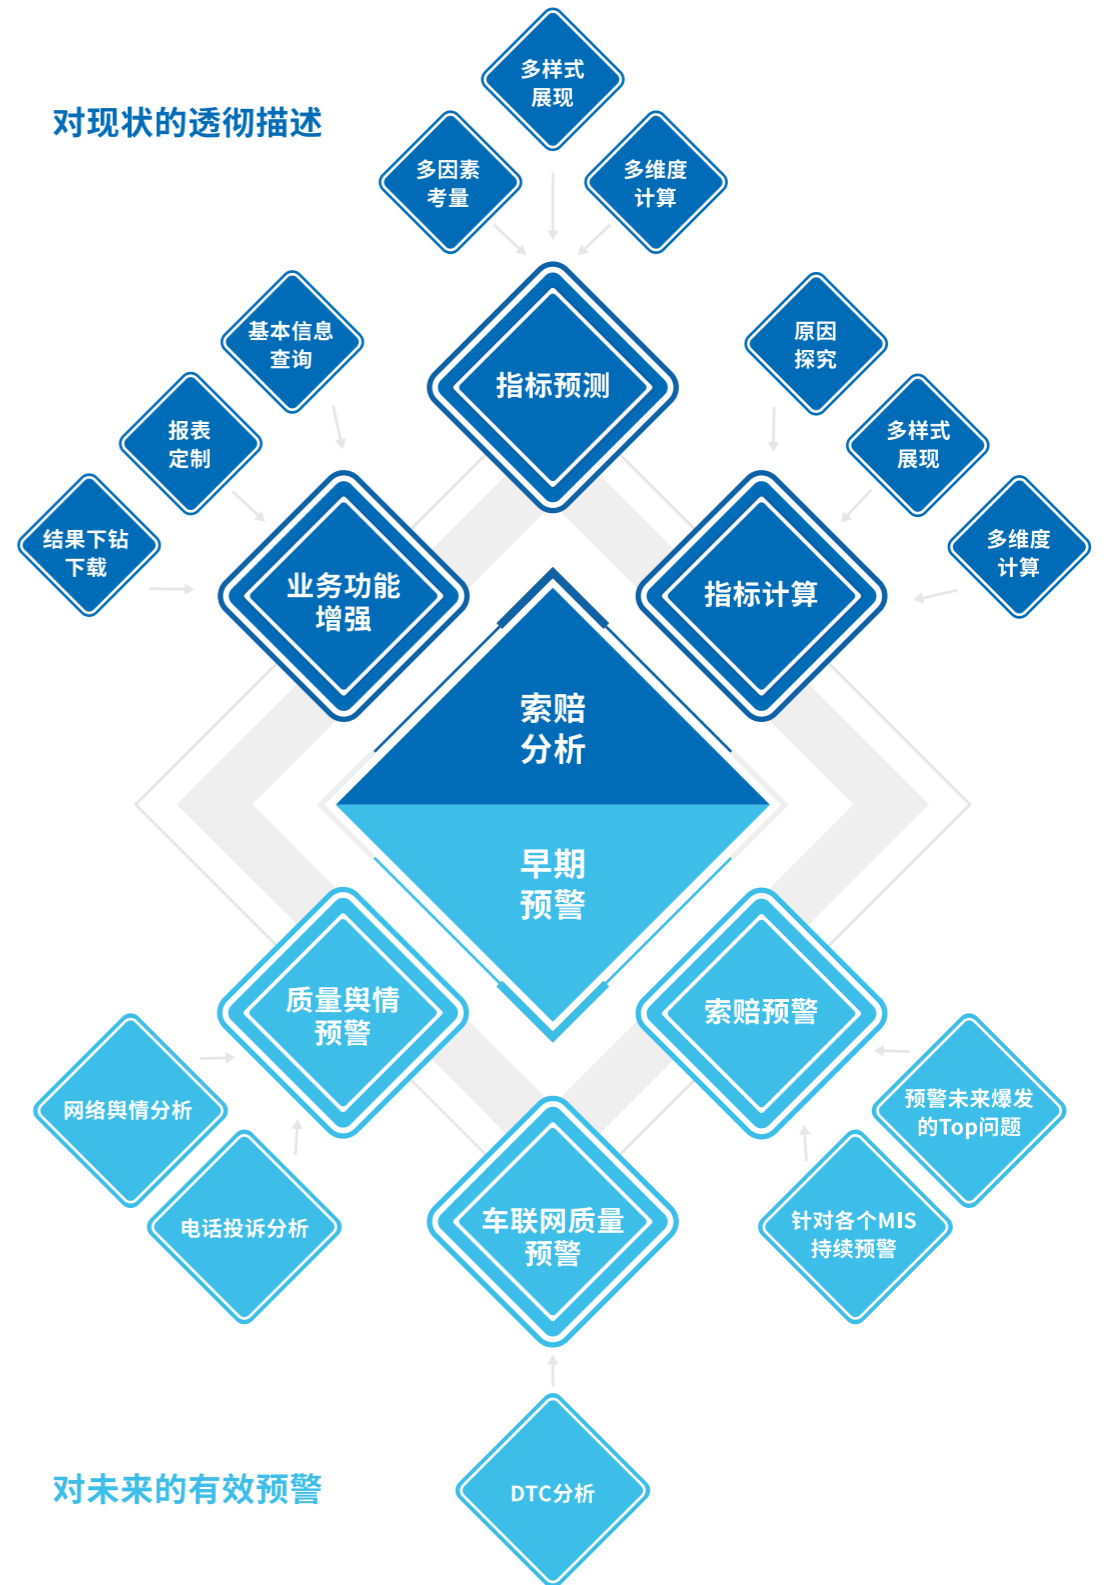 对现状的透彻描述
多样式
展现
多因素
考量
多维度
计算
指标预测
基本信息
查询
报表
定制
结果下钻
下载
业务功能
增强
原因
探究
多样式
展现
多维度
计算
指标计算
索赔
分析
早期
预警
质量舆情
预警
网络舆情分析
电话投诉分析
索赔预警
预警未来爆发
的Top问题
针对各个MIS
持续预警
车联网质量
预警
DTC分析
对未来的有效预警